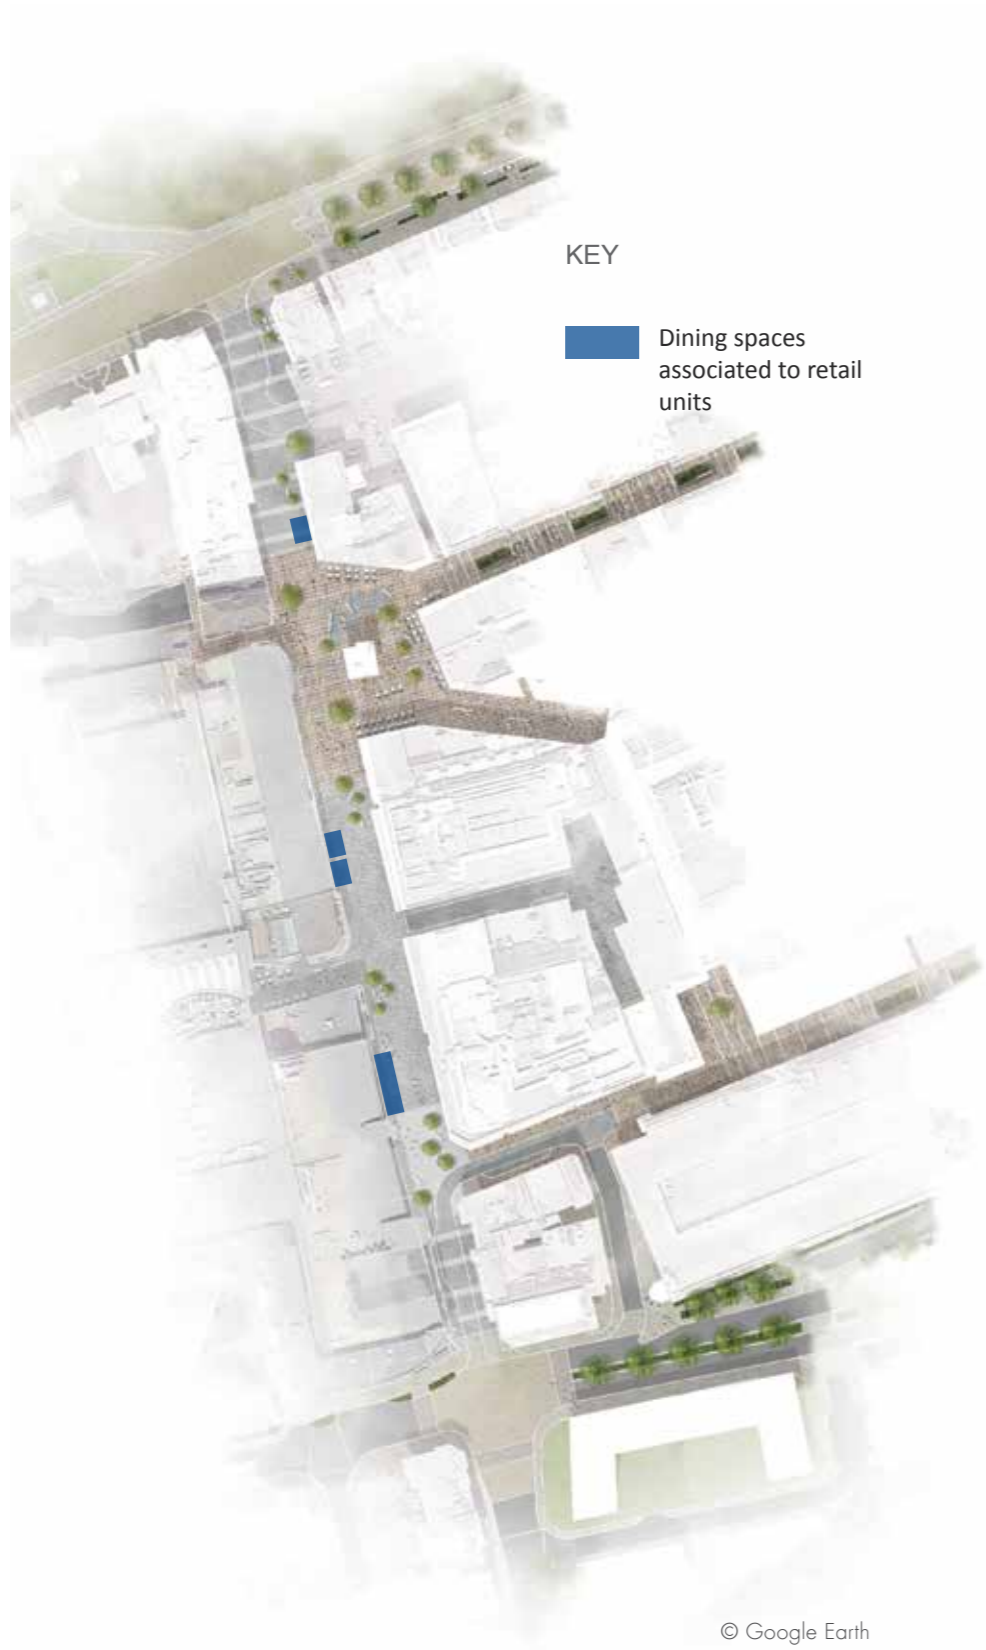 KEY
Dining spaces
associated to retail
units
© Google Earth